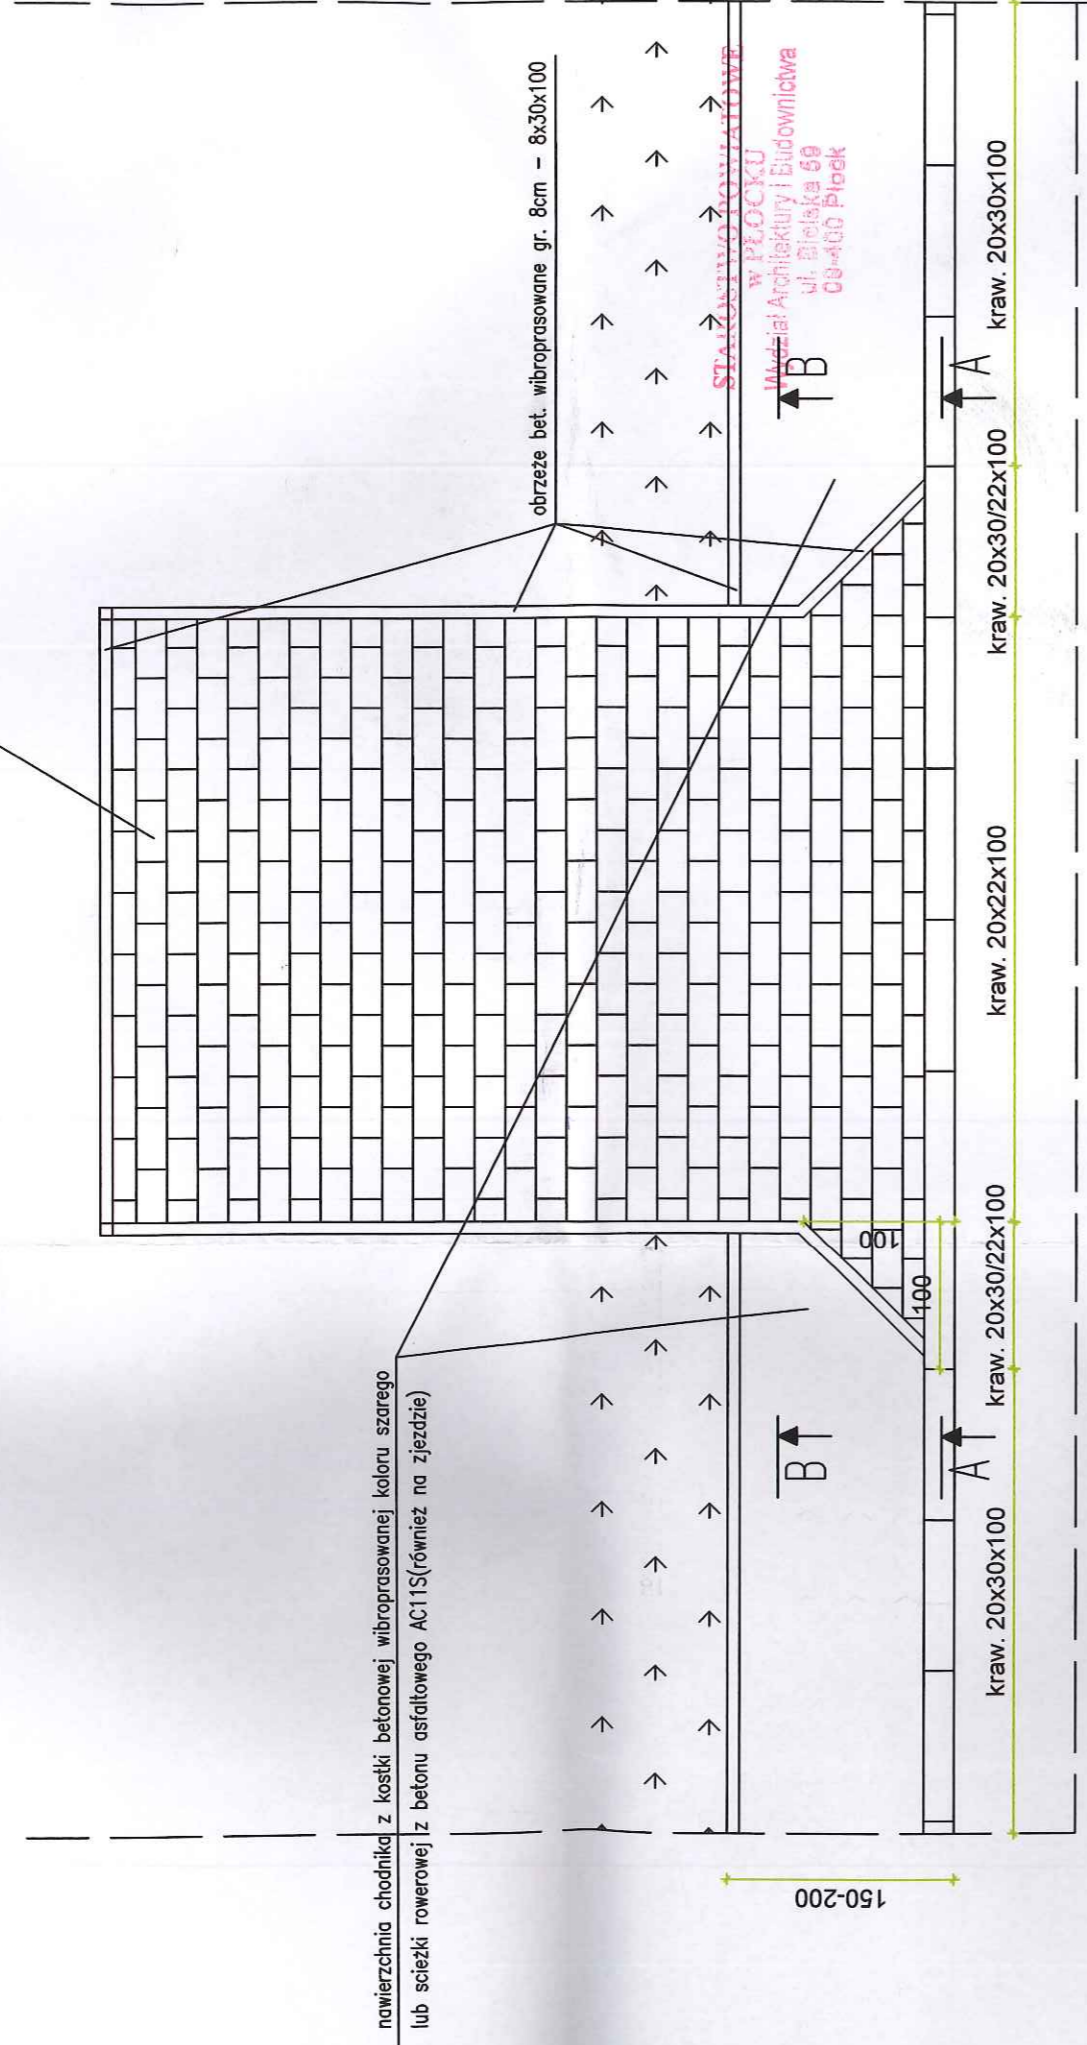 obrzeże bet. wibroprasowane gr. 8cm - 8x30x100
STAROSTWO POWIATOWE
W PŁOCKU
Wydział Architektury i Budownictwa
ul. Bielska 59
09-400 Płock
B
B
A
A
nawierzchnia chodnika z kostki betonowej wibroprasowanej koloru szarego
lub scieżki rowerowej z betonu asfaltowego AC11S(również na zjezdzie)
100
100
kraw. 20x30x100
kraw. 20x30/22x100
kraw. 20x22x100
kraw. 20x30/22x100
kraw. 20x30x100
150-200